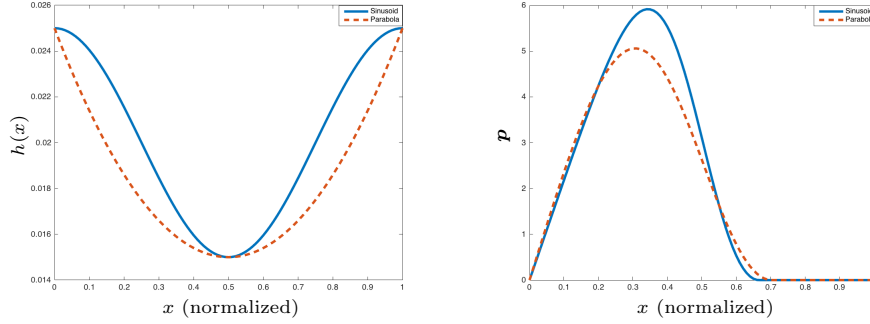 Sinusoid
Parabola
0.026
0.024
0.022
0.02
0.018
0.016
0.014
h(x)
0 0.1 0.2 0.3 0.4 0.5 0.6 0.7 0.8 0.9 1
x (normalized)
Sinusoid
Parabola
6
5
4
3
2
1
0
p
0 0.1 0.2 0.3 0.4 0.5 0.6 0.7 0.8 0.9
x (normalized)